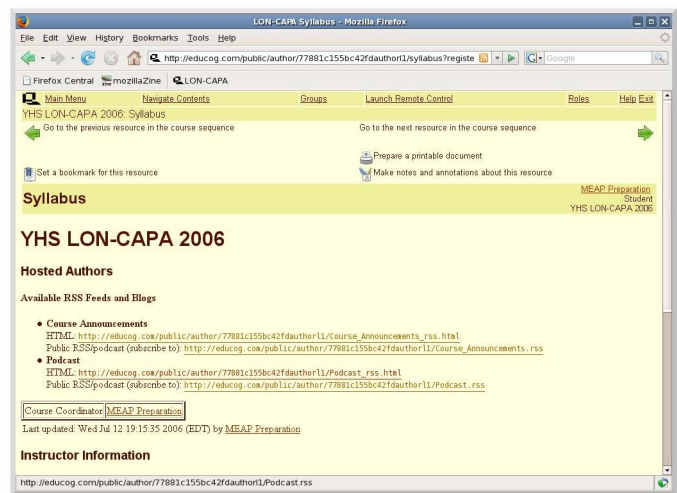 LON-CAPA Syllabus - Mozilla Firefox
File Edit View History Bookmarks Tools Help
http://educog.com/public/author/77881c155bc42fdauthorl1/syllabus?registe Google
Firefox Central mozillaZine LON-CAPA
Main Menu Navigate Contents Groups Launch Remote Control Roles Help Exit
YHS LON-CAPA 2006: Syllabus
Go to the previous resource in the course sequence Go to the next resource in the course sequence
Prepare a printable document
Set a bookmark for this resource Make notes and annotations about this resource
Syllabus
MEAP Preparation
Student
YHS LON-CAPA 2006
YHS LON-CAPA 2006
Hosted Authors
Available RSS Feeds and Blogs
Course Announcements
HTML: http://educog.com/public/author/77881c155bc42fdauthorl1/Course_Announcements_rss.html
Public RSS/podcast (subscribe to): http://educog.com/public/author/77881c155bc42fdauthorl1/Course_Announcements.rss
Podcast
HTML: http://educog.com/public/author/77881c155bc42fdauthorl1/Podcast_rss.html
Public RSS/podcast (subscribe to): http://educog.com/public/author/77881c155bc42fdauthorl1/Podcast.rss
Course Coordinator MEAP Preparation
Last updated: Wed Jul 12 19:15:35 2006 (EDT) by MEAP Preparation
Instructor Information
http://educog.com/public/author/77881c155bc42fdauthorl1/Podcast.rss